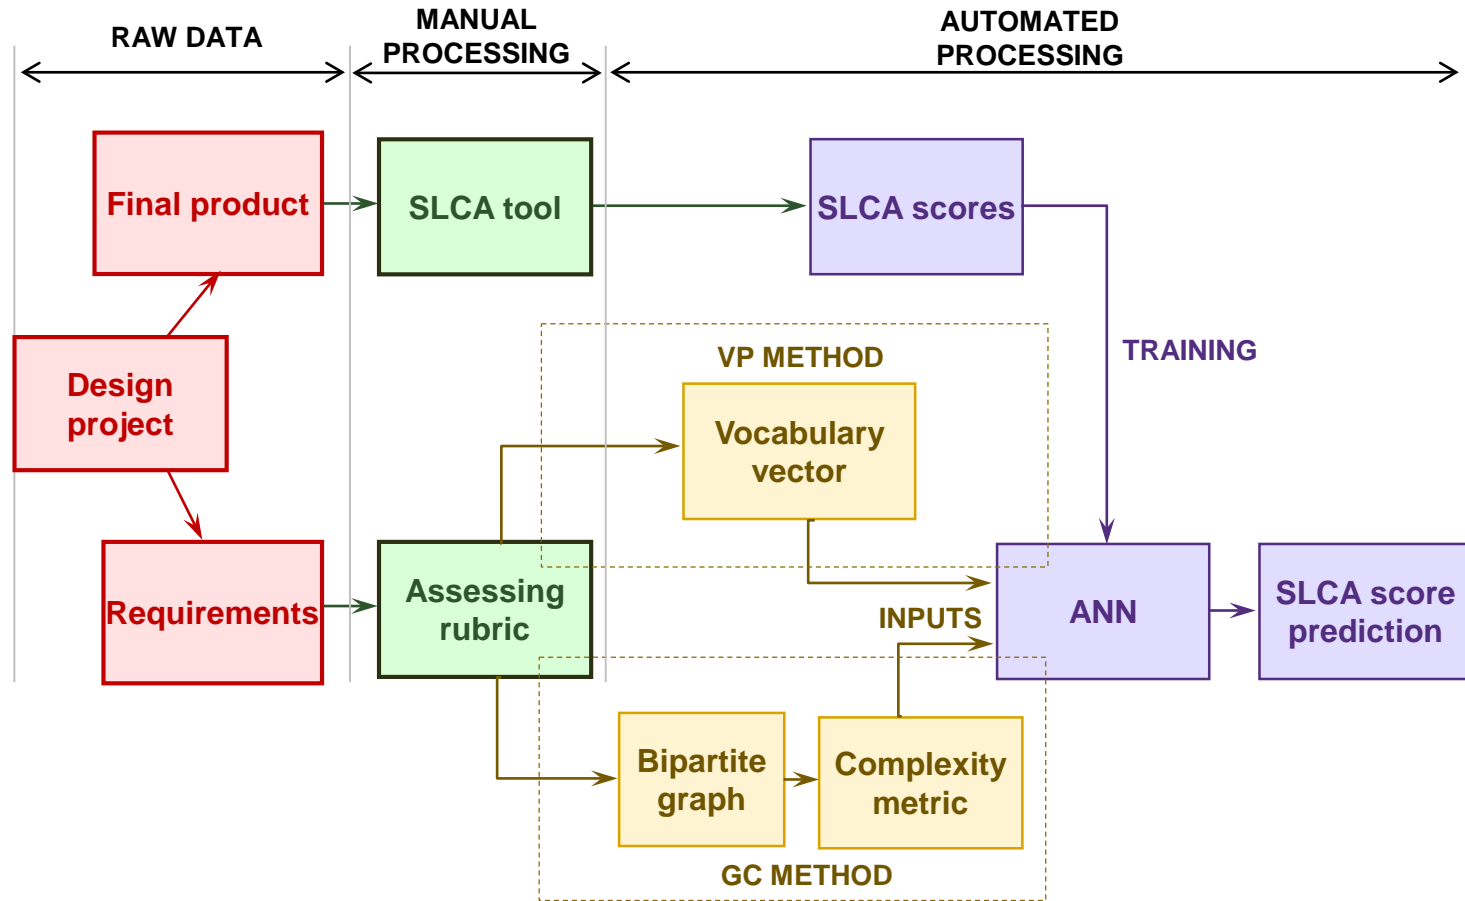 RAW DATA
MANUAL
PROCESSING
AUTOMATED
PROCESSING
Final product
SLCA tool
SLCA scores
TRAINING
Design
project
VP METHOD
Vocabulary
vector
Requirements
Assessing
rubric
INPUTS
ANN
SLCA score
prediction
Bipartite
graph
Complexity
metric
GC METHOD